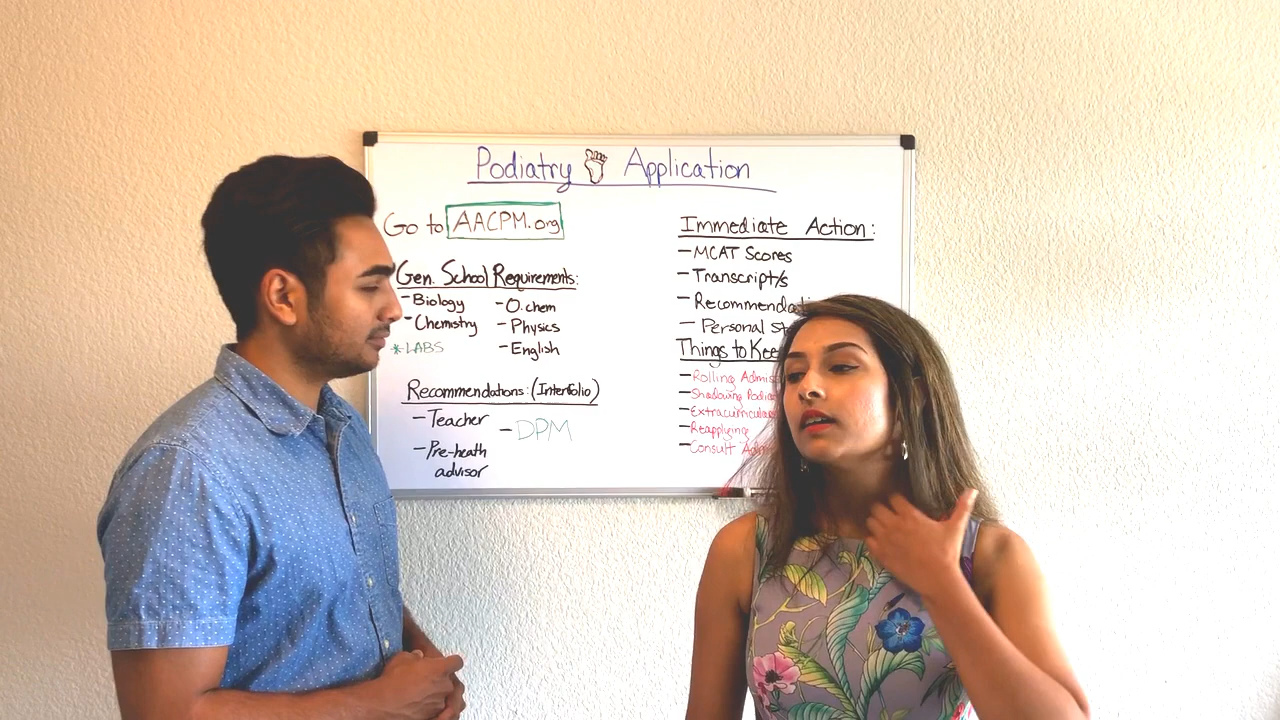 Podiatry Application
Go to AACPM.org
Gen. School Requirements:
- Biology
- Chemistry
* LABS
- O.chem
- Physics
- English
Recommendations: (Interfolio)
- Teacher
- Pre-heath
advisor
- DPM
Immediate Action:
- MCAT Scores
- Transcript/s
- Recommendati
- Personal st
Things to Kee
- Rolling Admis
- Shadowing Podia
- Extracurricula
- Reapplying
- Consult Adm